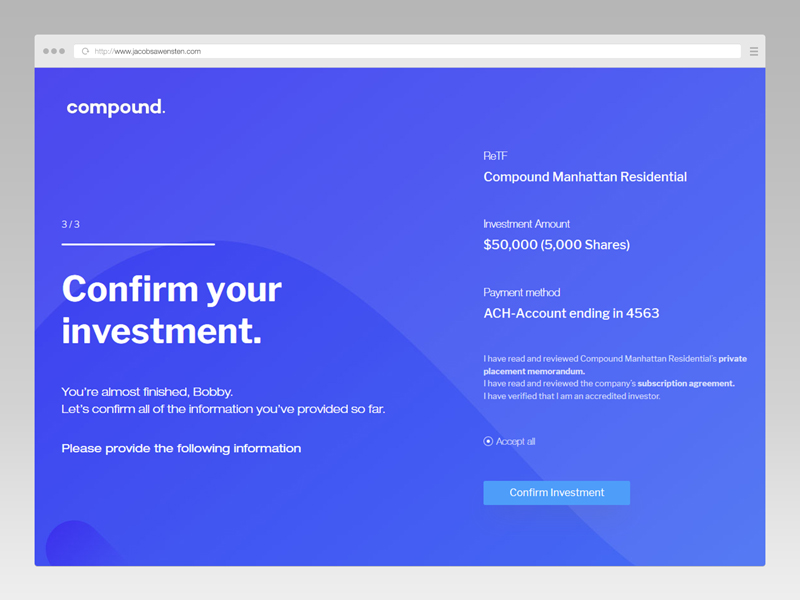 http://www.jacobsawensten.com
compound.
3 / 3
Confirm your
investment.
You're almost finished, Bobby.
Let's confirm all of the information you've provided so far.
Please provide the following information
ReTF
Compound Manhattan Residential
Investment Amount
$50,000 (5,000 Shares)
Payment method
ACH-Account ending in 4563
I have read and reviewed Compound Manhattan Residential's private
placement memorandum.
I have read and reviewed the company's subscription agreement.
I have verified that I am an accredited investor.
Accept all
Confirm Investment